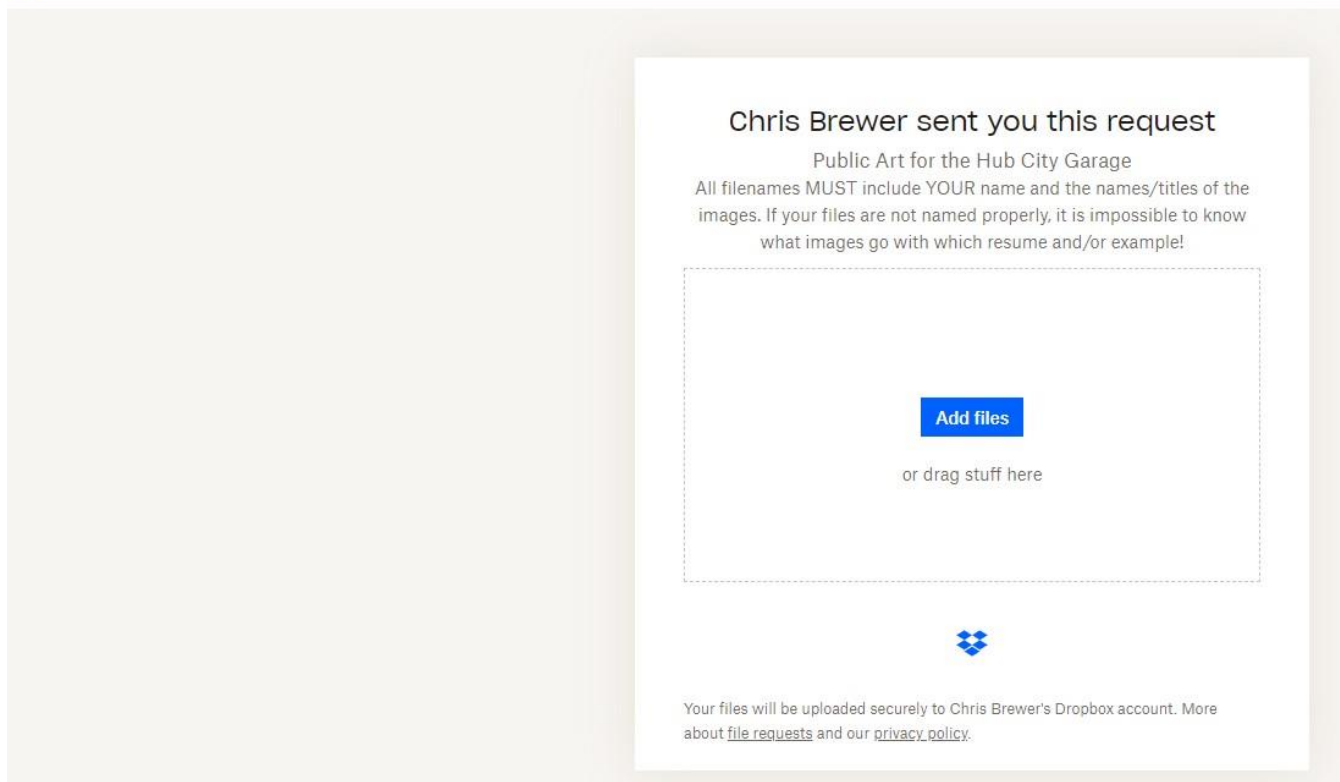 Chris Brewer sent you this request
Public Art for the Hub City Garage
All filenames MUST include YOUR name and the names/titles of the
images. If your files are not named properly, it is impossible to know
what images go with which resume and/or example!
Add files
or drag stuff here
Your files will be uploaded securely to Chris Brewer's Dropbox account. More
about file requests and our privacy policy.